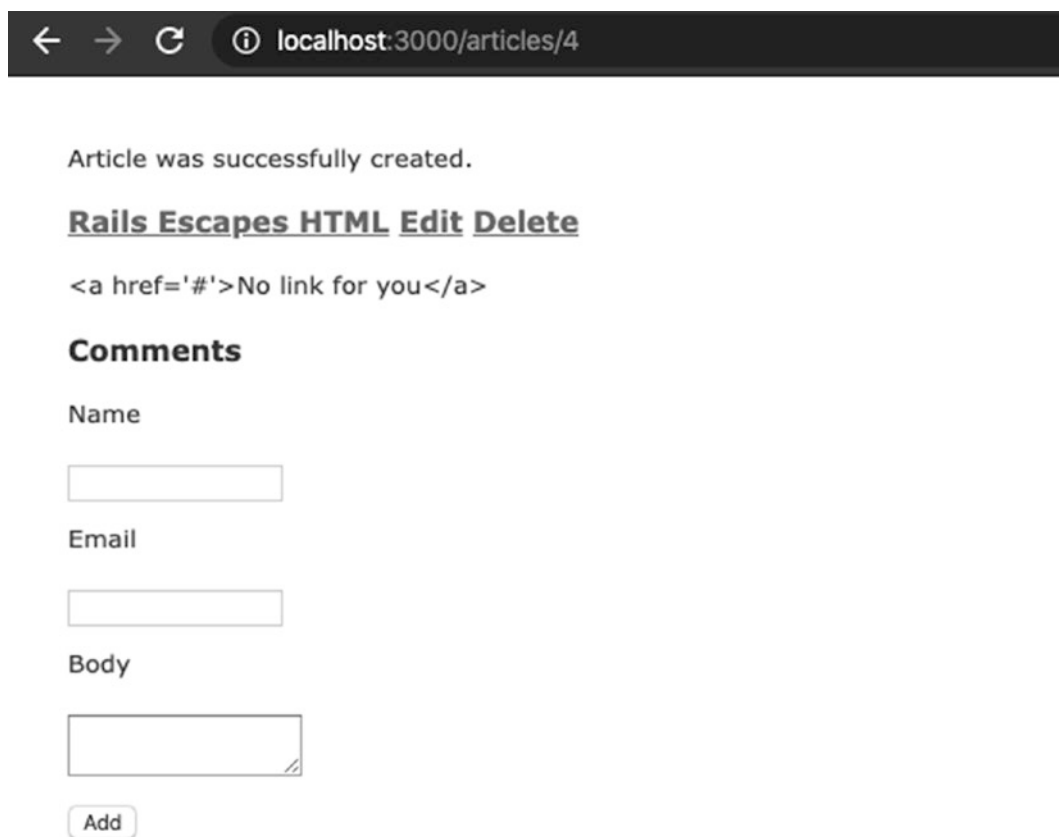 localhost:3000/articles/4
Article was successfully created.
Rails Escapes HTML Edit Delete
<a href='#'>No link for you</a>
Comments
Name
Email
Body
Add